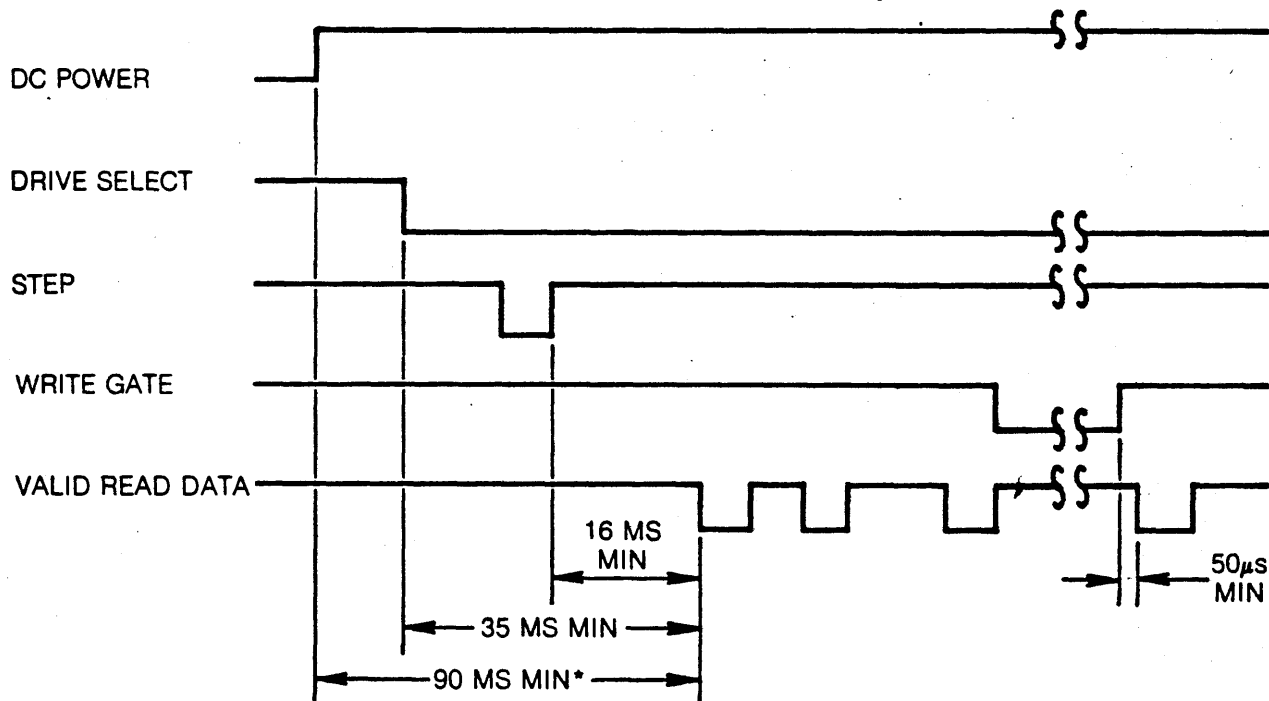 DC POWER
DRIVE SELECT
STEP
WRITE GATE
VALID READ DATA
16 MS
MIN
50µs
MIN
35 MS MIN
90 MS MIN*